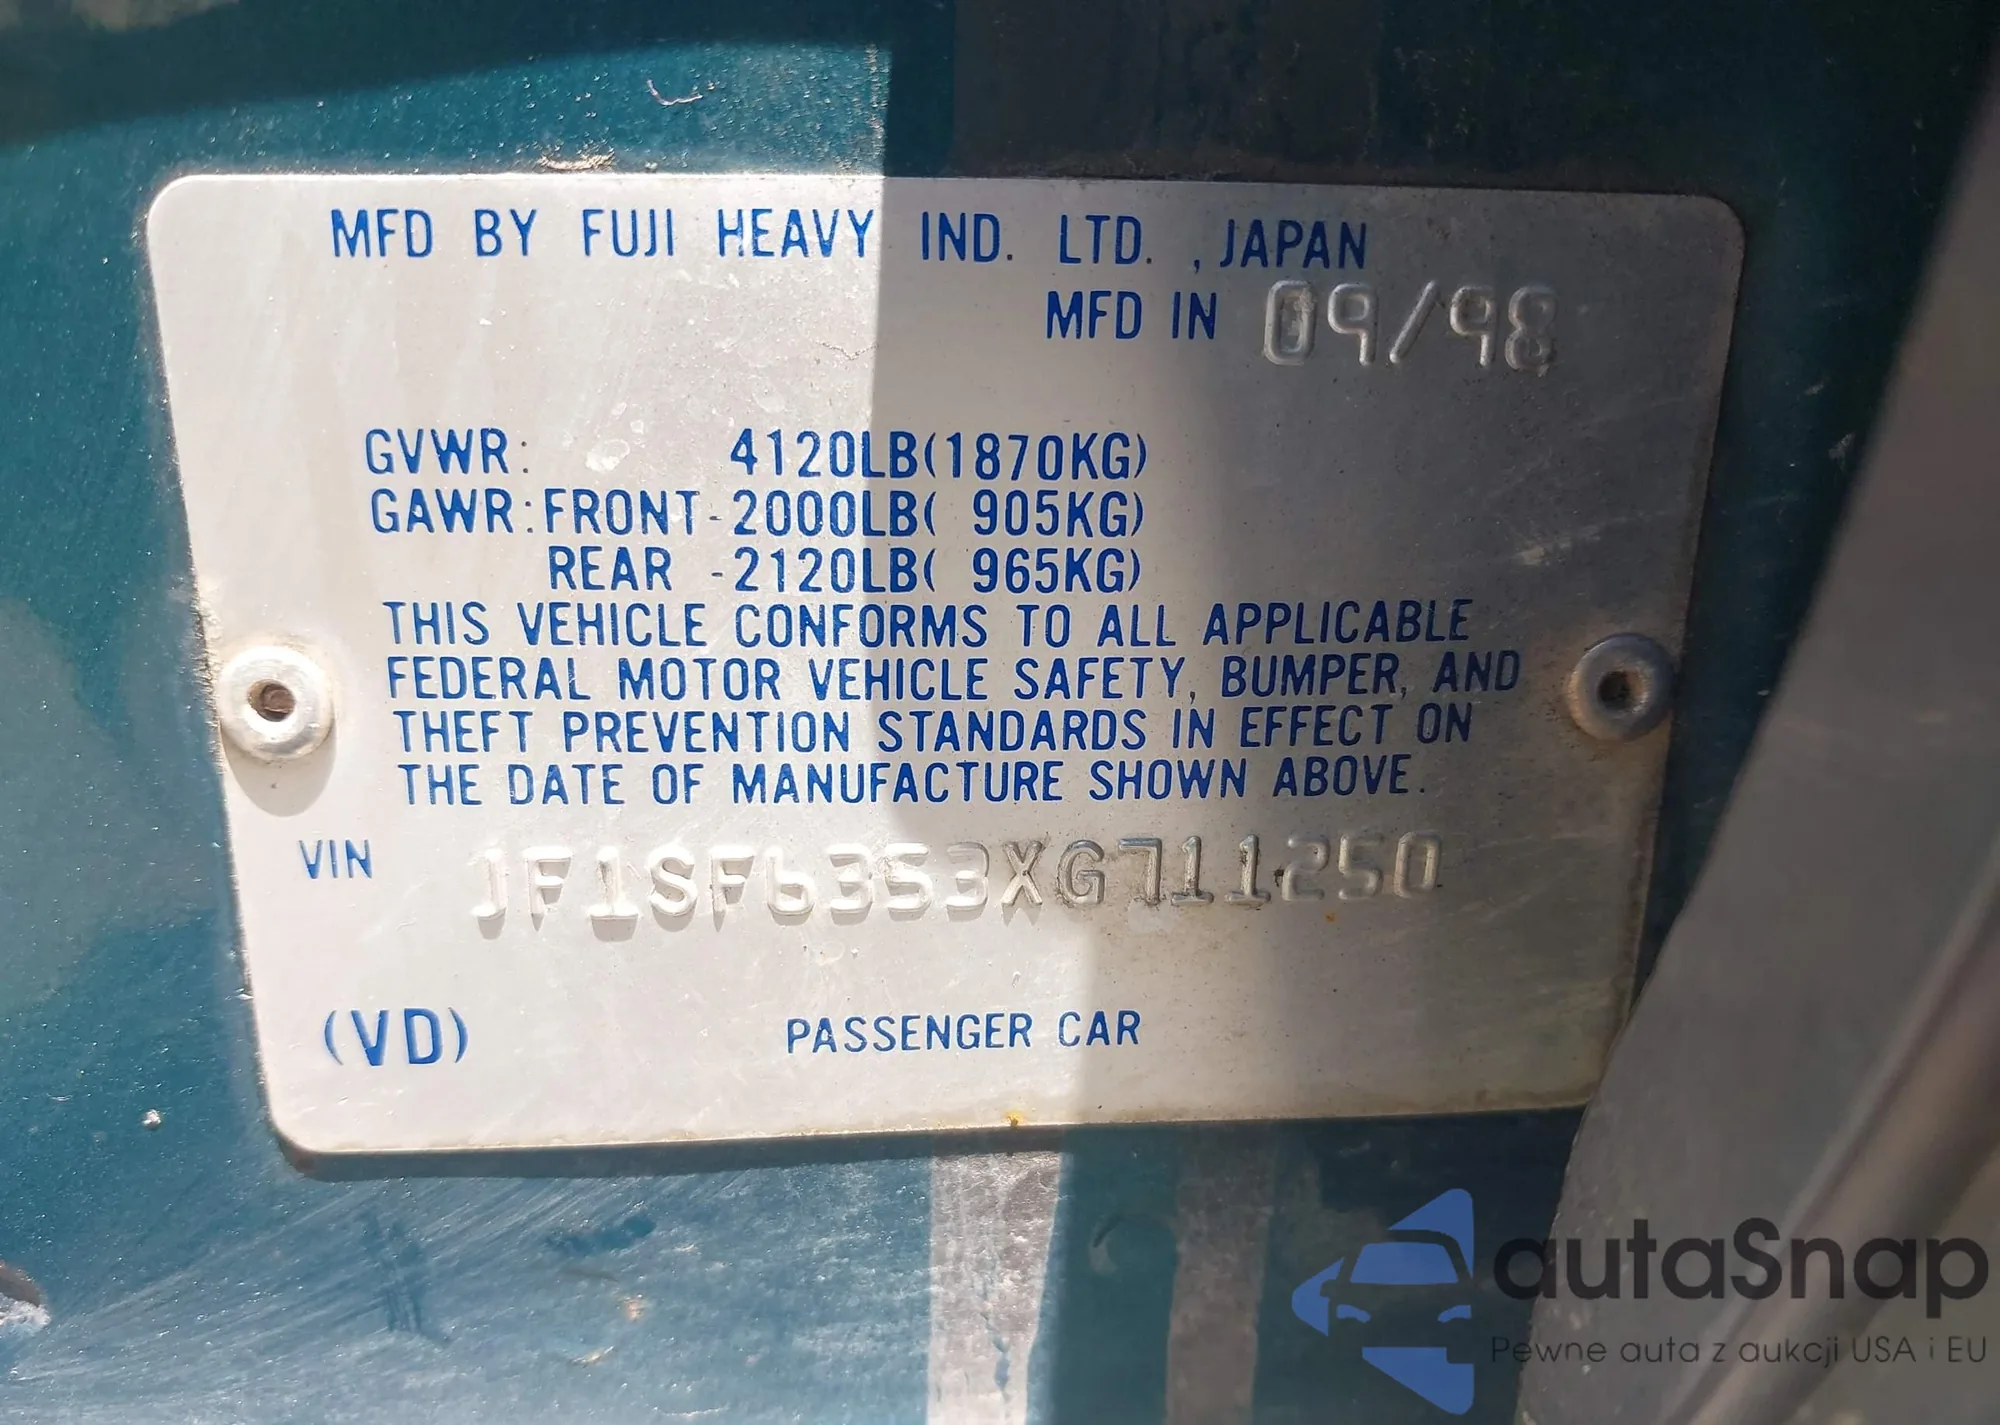 MFD BY FUJI HEAVY IND. LTD. , JAPAN
MFD IN 09/98
GVWR: 4120LB(1870KG)
GAWR:FRONT-2000LB( 905KG)
REAR -2120LB( 965KG)
THIS VEHICLE CONFORMS TO ALL APPLICABLE
FEDERAL MOTOR VEHICLE SAFETY, BUMPER, AND
THEFT PREVENTION STANDARDS IN EFFECT ON
THE DATE OF MANUFACTURE SHOWN ABOVE.
VIN JF1SF6353XG711250
(VD) PASSENGER CAR
autaSnap
Pewne auta z aukcji USA i EU